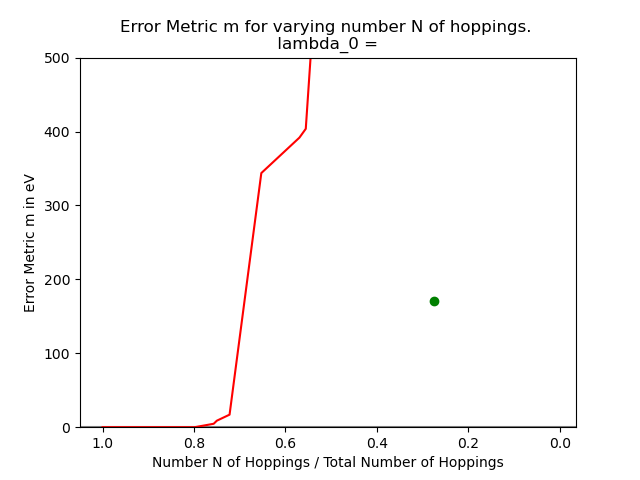 Error Metric m for varying number N of hoppings.
lambda_0 =
Error Metric m in eV
500
400
300
200
100
0
1.0 0.8 0.6 0.4 0.2 0.0
Number N of Hoppings / Total Number of Hoppings